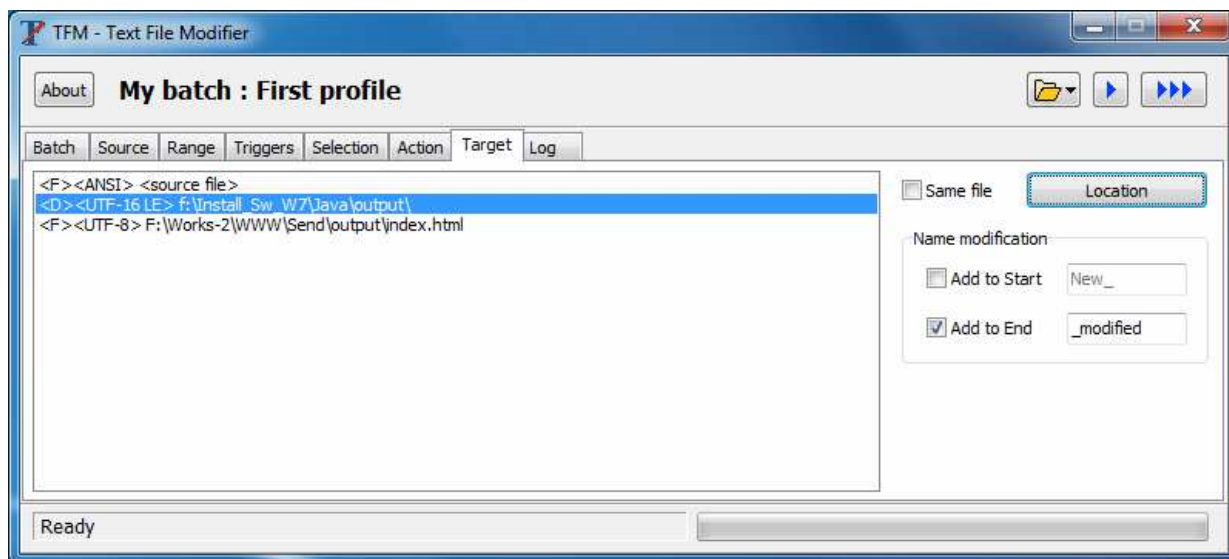 TFM - Text File Modifier
About
My batch : First profile
Batch
Source
Range
Triggers
Selection
Action
Target
Log
<F><ANSI> <source file>
<D><UTF-16 LE> f:\Install_Sw_W7\Java\output\
<F><UTF-8> F:\Works-2\WWW\Send\output\index.html
Same file
Location
Name modification
Add to Start
New_
Add to End
_modified
Ready